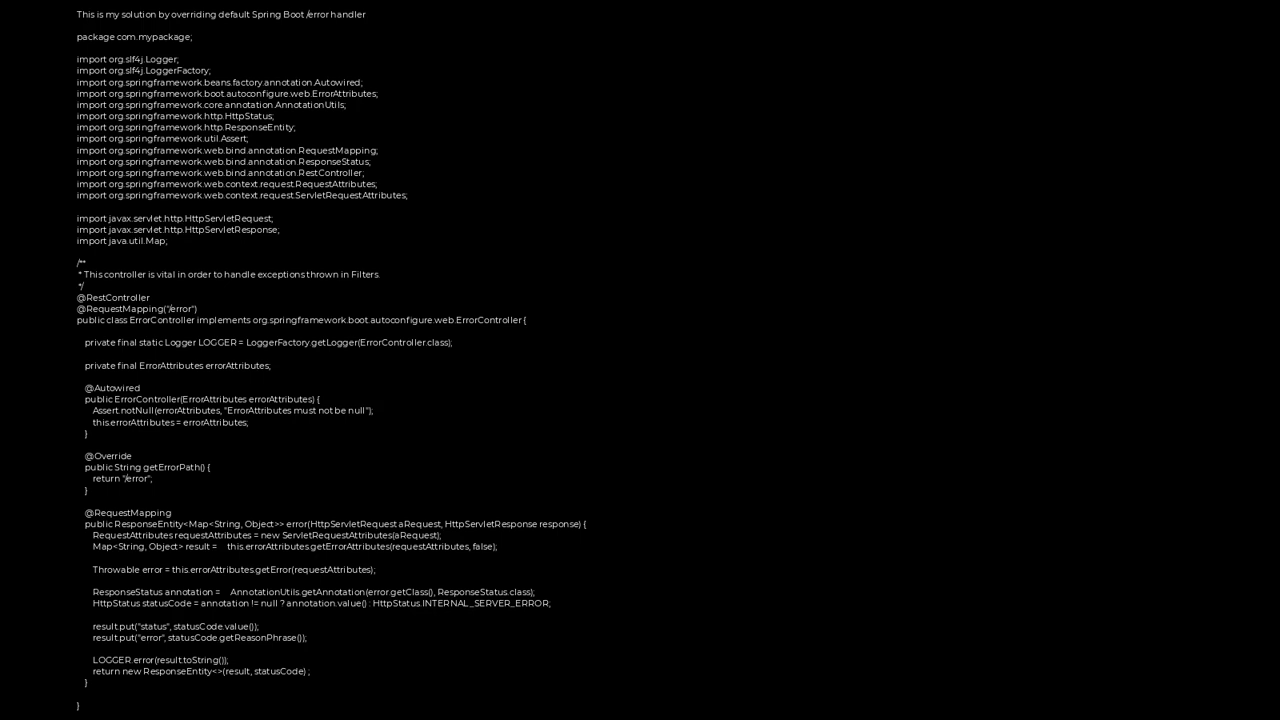 This is my solution by overriding default Spring Boot /error handler
package com.mypackage;
import org.slf4j.Logger;
import org.slf4j.LoggerFactory;
import org.springframework.beans.factory.annotation.Autowired;
import org.springframework.boot.autoconfigure.web.ErrorAttributes;
import org.springframework.core.annotation.AnnotationUtils;
import org.springframework.http.HttpStatus;
import org.springframework.http.ResponseEntity;
import org.springframework.util.Assert;
import org.springframework.web.bind.annotation.RequestMapping;
import org.springframework.web.bind.annotation.ResponseStatus;
import org.springframework.web.bind.annotation.RestController;
import org.springframework.web.context.request.RequestAttributes;
import org.springframework.web.context.request.ServletRequestAttributes;
import javax.servlet.http.HttpServletRequest;
import javax.servlet.http.HttpServletResponse;
import java.util.Map;
/**
 * This controller is vital in order to handle exceptions thrown in Filters.
 */
@RestController
@RequestMapping("/error")
public class ErrorController implements org.springframework.boot.autoconfigure.web.ErrorController {
private final static Logger LOGGER = LoggerFactory.getLogger(ErrorController.class);
private final ErrorAttributes errorAttributes;
@Autowired
public ErrorController(ErrorAttributes errorAttributes) {
Assert.notNull(errorAttributes, "ErrorAttributes must not be null");
this.errorAttributes = errorAttributes;
}
@Override
public String getErrorPath() {
return "/error";
}
@RequestMapping
public ResponseEntity<Map<String, Object>> error(HttpServletRequest aRequest, HttpServletResponse response) {
RequestAttributes requestAttributes = new ServletRequestAttributes(aRequest);
Map<String, Object> result =    this.errorAttributes.getErrorAttributes(requestAttributes, false);
Throwable error = this.errorAttributes.getError(requestAttributes);
ResponseStatus annotation =    AnnotationUtils.getAnnotation(error.getClass(), ResponseStatus.class);
HttpStatus statusCode = annotation != null ? annotation.value() : HttpStatus.INTERNAL_SERVER_ERROR;
result.put("status", statusCode.value());
result.put("error", statusCode.getReasonPhrase());
LOGGER.error(result.toString());
return new ResponseEntity<>(result, statusCode) ;
}
}